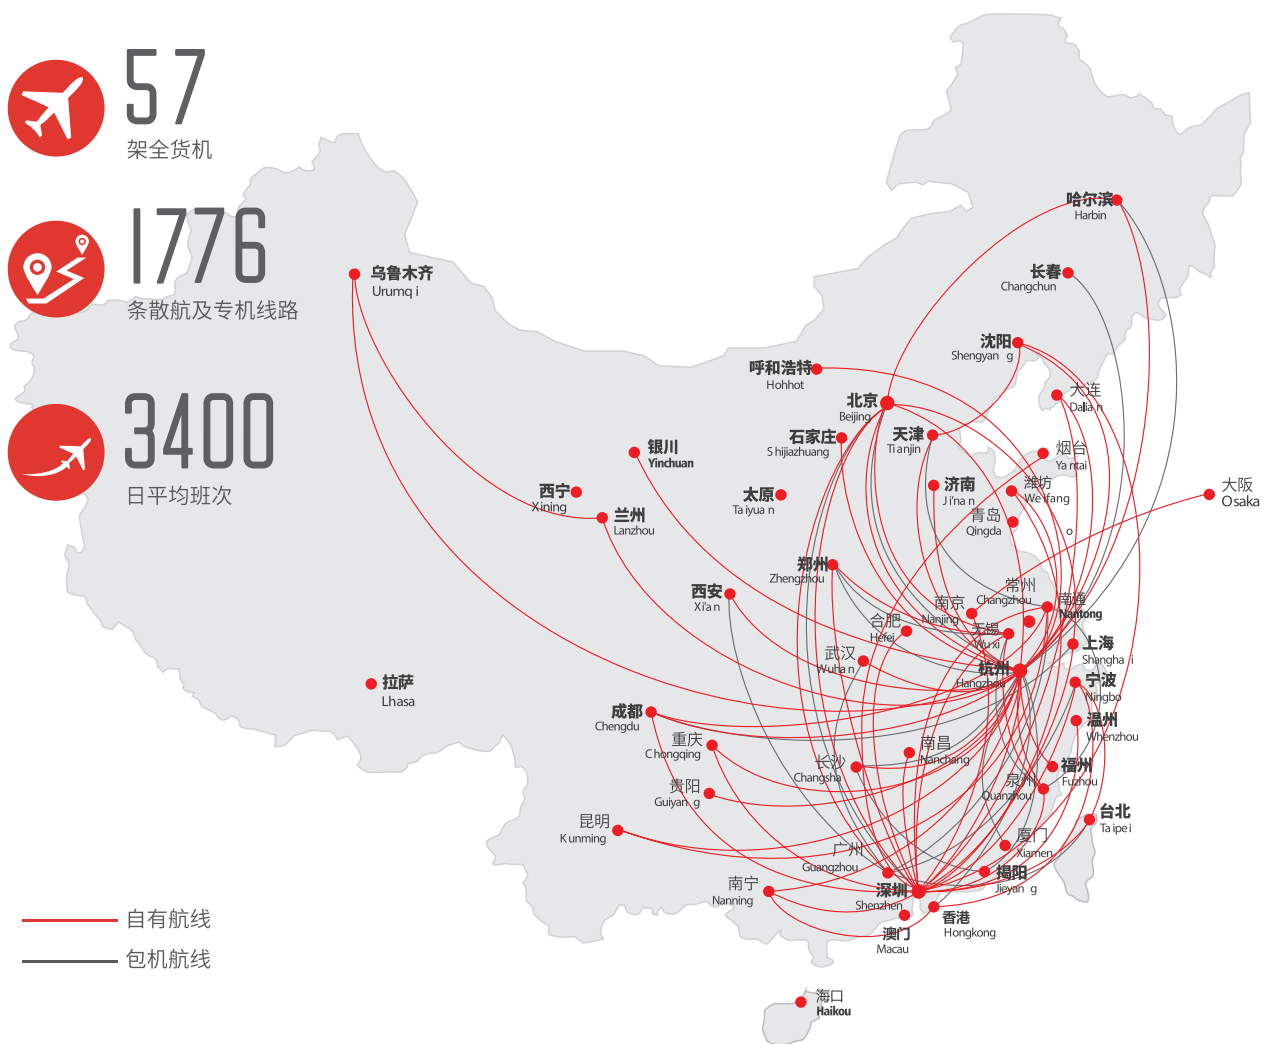 57
架全货机
1776
条散航及专机线路
3400
日平均班次
哈尔滨
Harbin
长春
Changchun
乌鲁木齐
Urumq i
沈阳
Shengyan g
呼和浩特
Hohhot
大连
Dalia n
北京
Beijing
石家庄
S hijiazhuang
天津
Ti anjin
烟台
Ya ntai
银川
Yinchuan
西宁
Xining
太原
Ta iyua n
济南
Ji'na n
潍坊
We ifang
大阪
Osaka
兰州
Lanzhou
青岛
Qingda o
郑州
Zhengzhou
西安
Xi'a n
常州
Changzhou
南京
Nanjing
南通
Nantong
合肥
Hefei
无锡
Wu xi
上海
Shangha i
武汉
Wuha n
杭州
Hangzhou
宁波
Ningbo
拉萨
Lhasa
成都
Chengdu
温州
Whenzhou
重庆
C hongqing
南昌
Nanchang
长沙
Changsha
福州
Fuzhou
泉州
Quanzhou
贵阳
Guiyan g
台北
Ta ipe i
昆明
K unming
厦门
Xiamen
广州
Guangzhou
揭阳
Jieyan g
南宁
Nanning
深圳
Shenzhen
香港
Hongkong
澳门
Macau
自有航线
包机航线
海口
Haikou